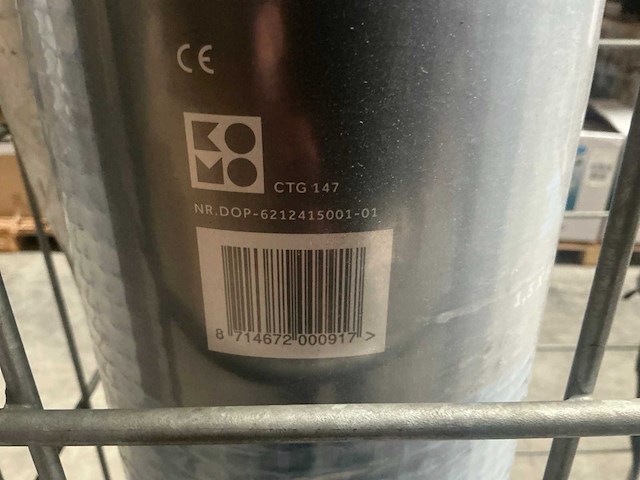 CE
KOMO
CTG 147
NR.DOP-6212415001-01
8 714672 000917 >